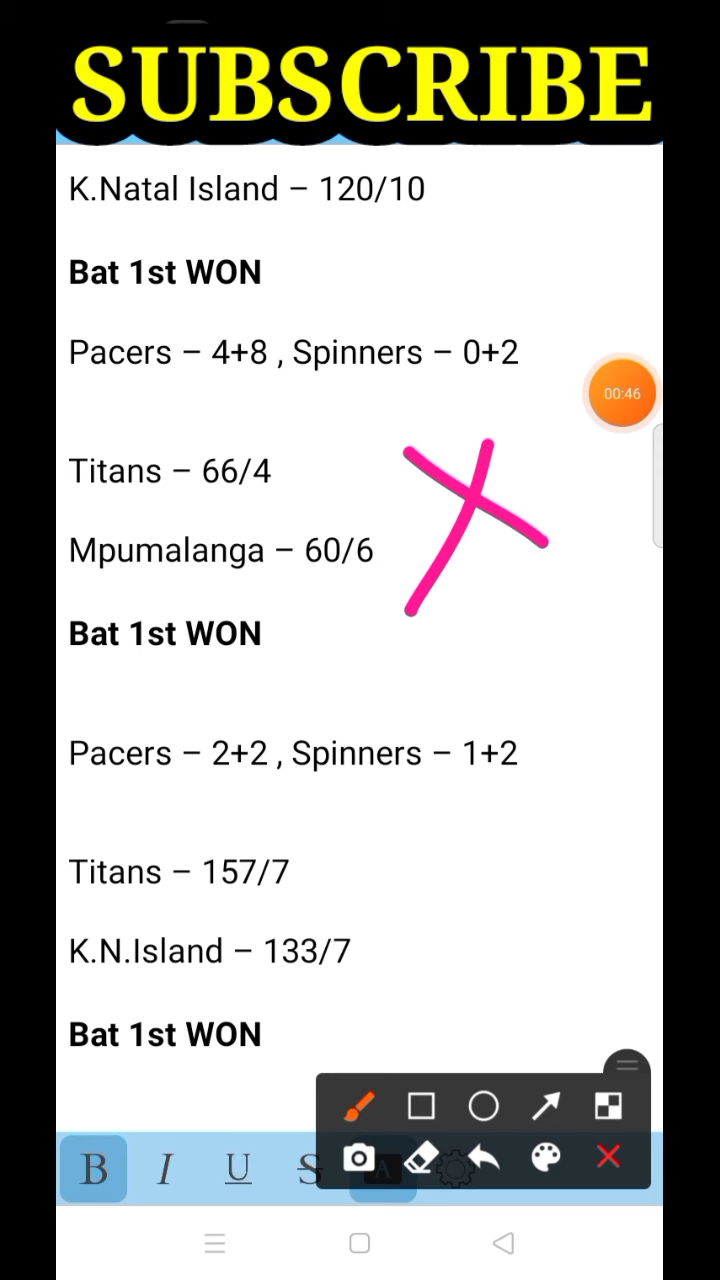 SUBSCRIBE
K.Natal Island – 120/10
Bat 1st WON
Pacers – 4+8 , Spinners – 0+2
00:46
Titans – 66/4
Mpumalanga – 60/6
Bat 1st WON
Pacers – 2+2 , Spinners – 1+2
Titans – 157/7
K.N.Island – 133/7
Bat 1st WON
B I U S A